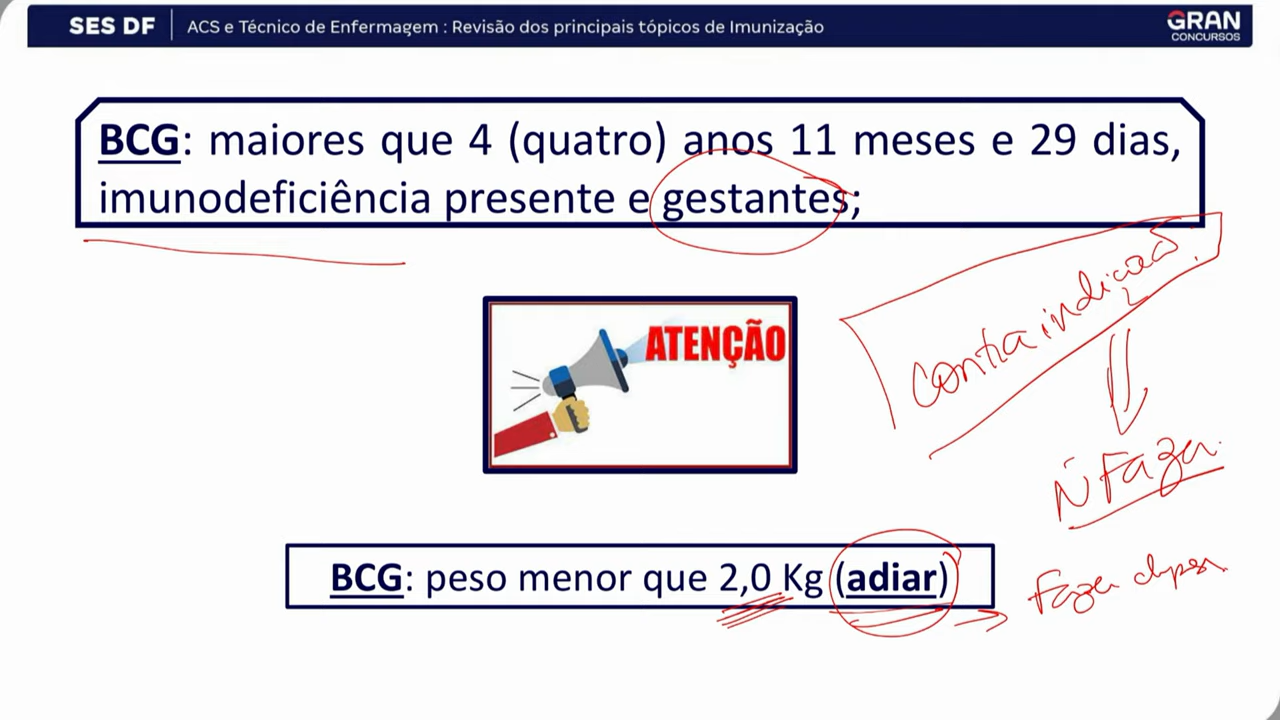 SES DF
ACS e Técnico de Enfermagem : Revisão dos principais tópicos de Imunização
GRAN
CONCURSOS
BCG: maiores que 4 (quatro) anos 11 meses e 29 dias,
imunodeficiência presente e gestantes;
ATENÇÃO
Contraindicações
Ñ Fazer
BCG: peso menor que 2,0 Kg (adiar)
Fazer